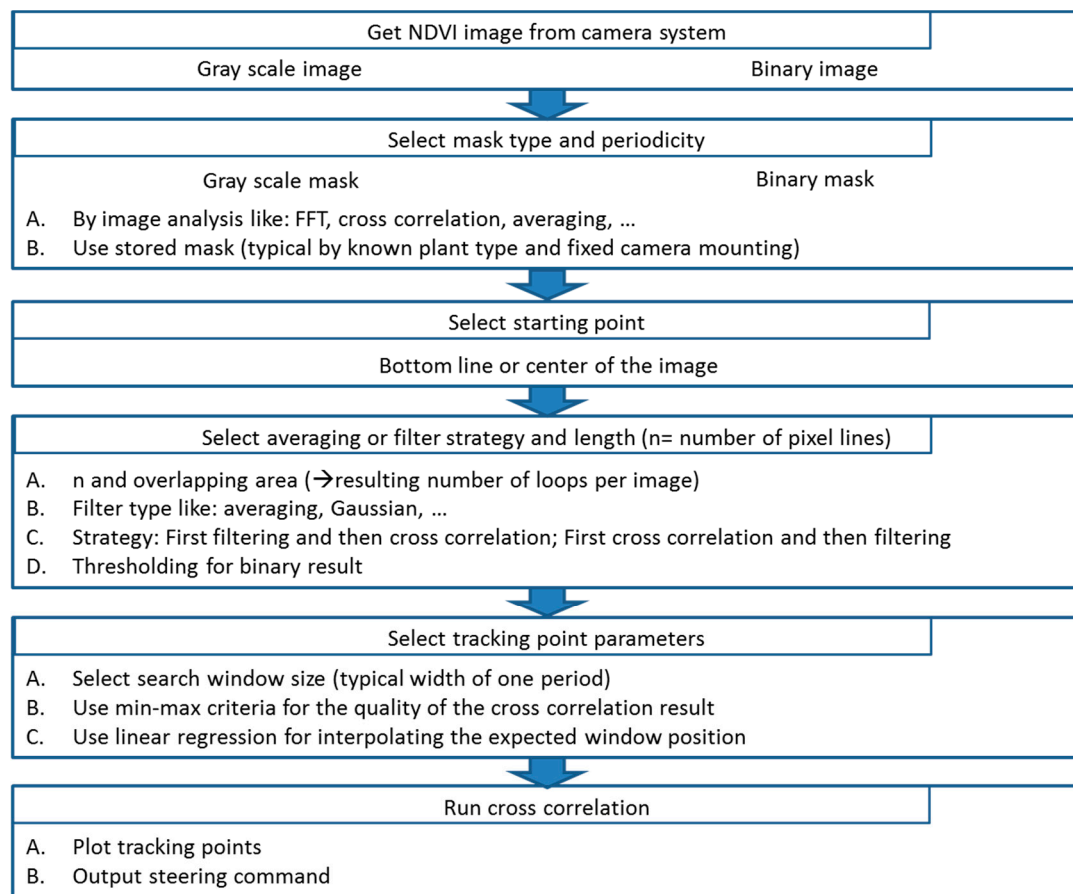 Get NDVI image from camera system
Gray scale image Binary image
Select mask type and periodicity
Gray scale mask Binary mask
A. By image analysis like: FFT, cross correlation, averaging, ...
B. Use stored mask (typical by known plant type and fixed camera mounting)
Select starting point
Bottom line or center of the image
Select averaging or filter strategy and length (n= number of pixel lines)
A. n and overlapping area (→resulting number of loops per image)
B. Filter type like: averaging, Gaussian, ...
C. Strategy: First filtering and then cross correlation; First cross correlation and then filtering
D. Thresholding for binary result
Select tracking point parameters
A. Select search window size (typical width of one period)
B. Use min-max criteria for the quality of the cross correlation result
C. Use linear regression for interpolating the expected window position
Run cross correlation
A. Plot tracking points
B. Output steering command